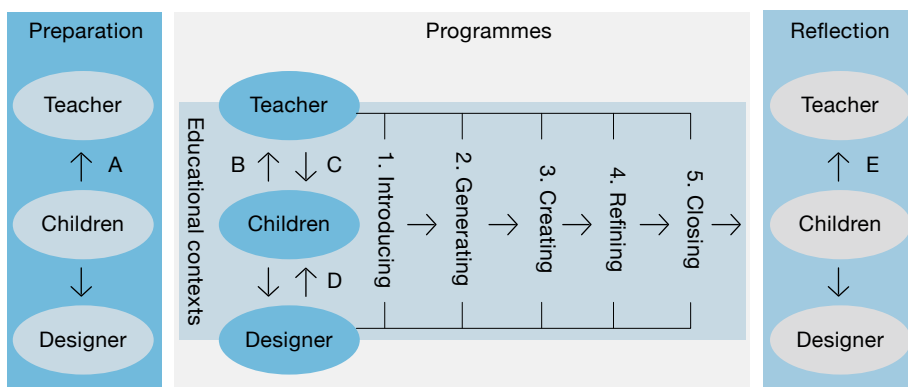 Preparation
Teacher
A
Children
Designer
Programmes
Educational contexts
Teacher
B
C
Children
D
Designer
1. Introducing
2. Generating
3. Creating
4. Refining
5. Closing
Reflection
Teacher
E
Children
Designer